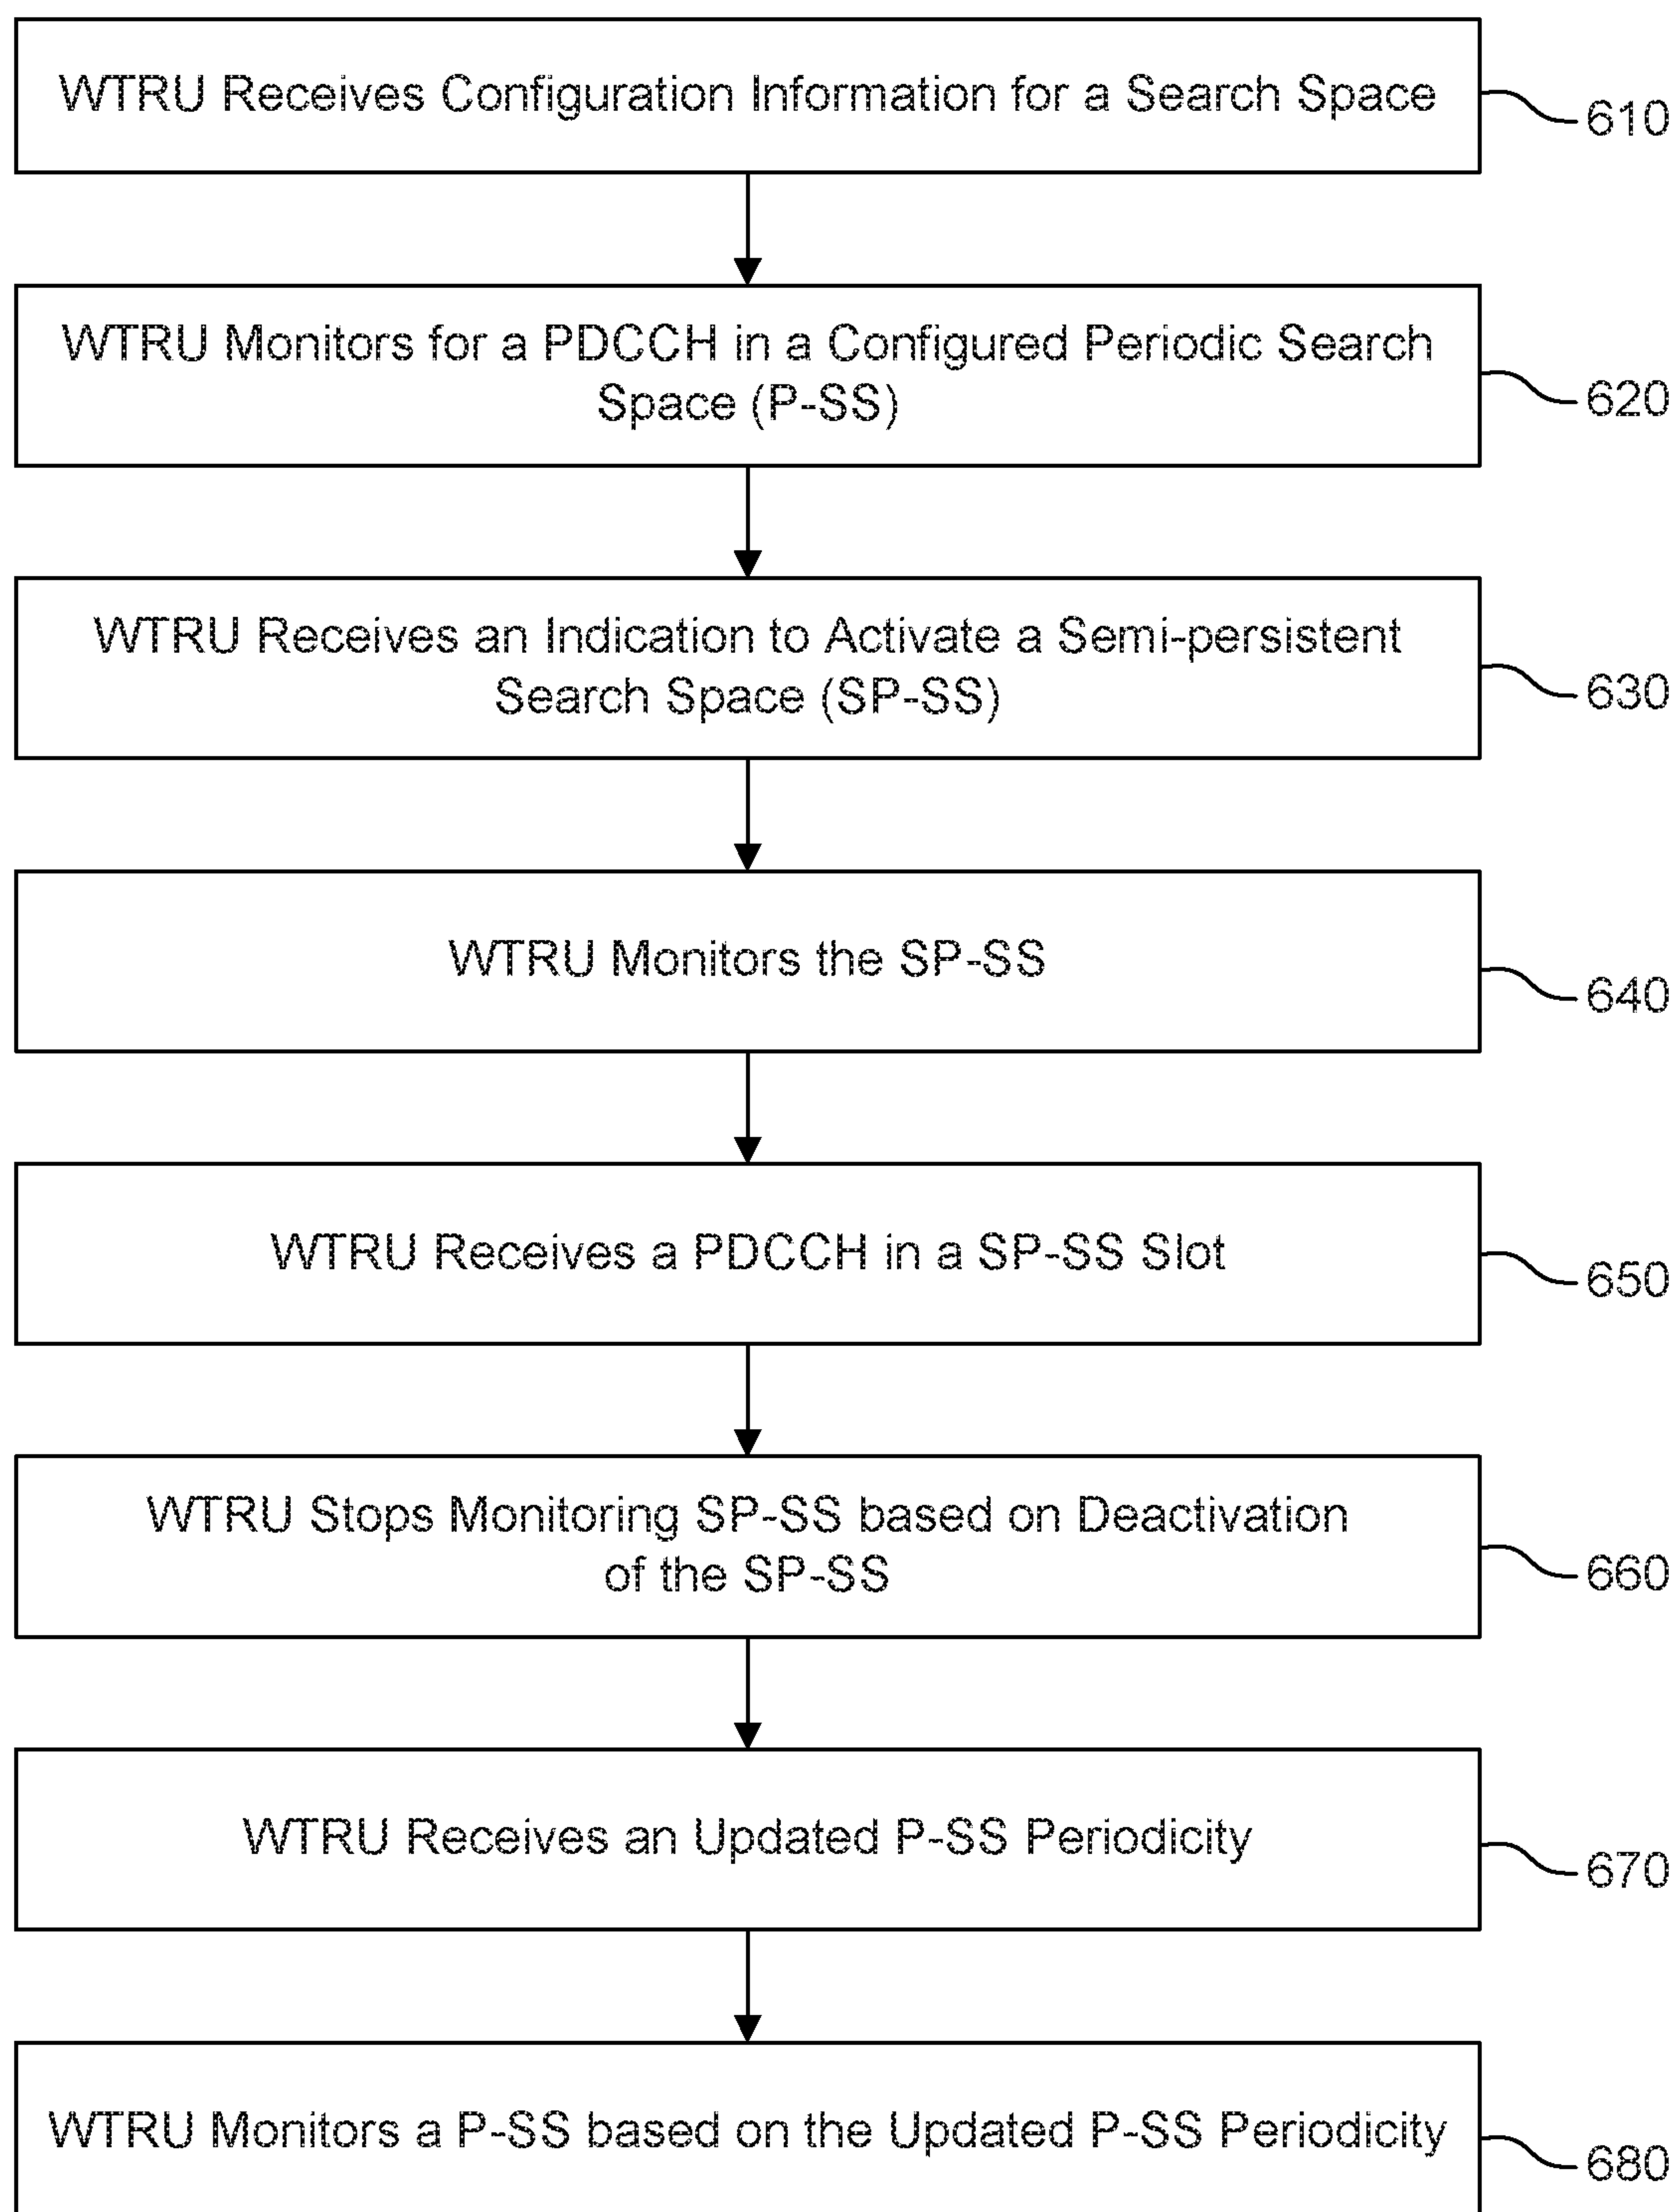 WTRU Receives Configuration Information for a Search Space
610
WTRU Monitors for a PDCCH in a Configured Periodic Search
Space (P-SS)
620
WTRU Receives an Indication to Activate a Semi-persistent
Search Space (SP-SS)
630
WTRU Monitors the SP-SS
640
WTRU Receives a PDCCH in a SP-SS Slot
650
WTRU Stops Monitoring SP-SS based on Deactivation
of the SP-SS
660
WTRU Receives an Updated P-SS Periodicity
670
WTRU Monitors a P-SS based on the Updated P-SS Periodicity
680